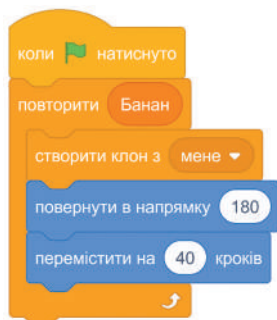 коли натиснуто
повторити Банан
створити клон з мене
повернути в напрямку 180
перемістити на 40 кроків